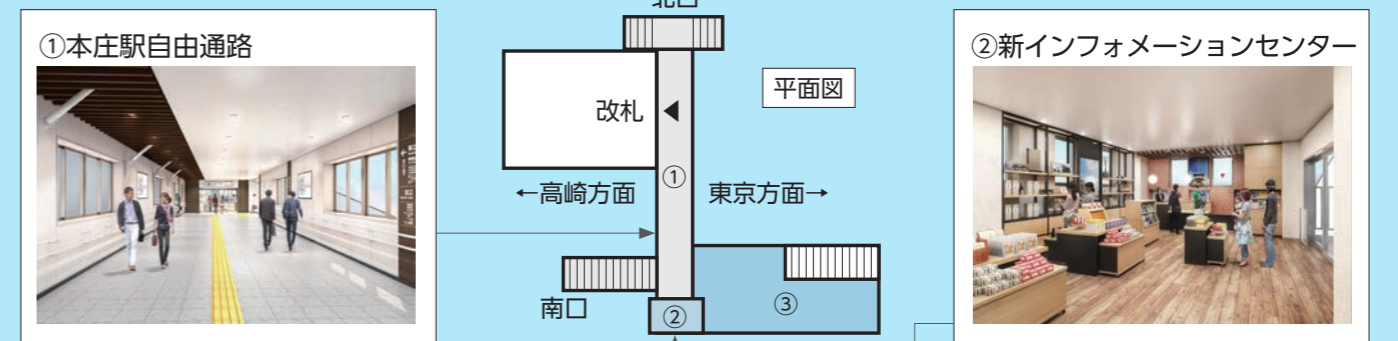 北口
①本庄駅自由通路
②新インフォメーションセンター
平面図
改札
①
←高崎方面
東京方面→
南口
②
③